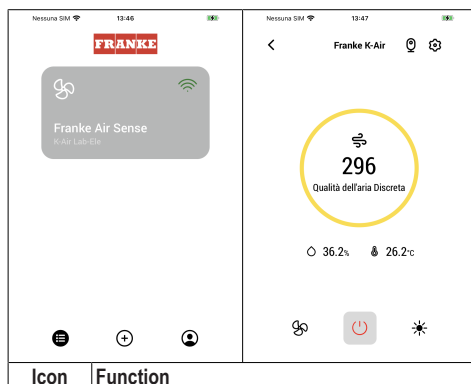 Nessuna SIM 13:46
FRANKE
Franke Air Sense
K-Air Lab-Ele
Nessuna SIM 13:47
Franke K-Air
296
Qualità dell'aria Discreta
36.2% 26.2°C
Icon Function